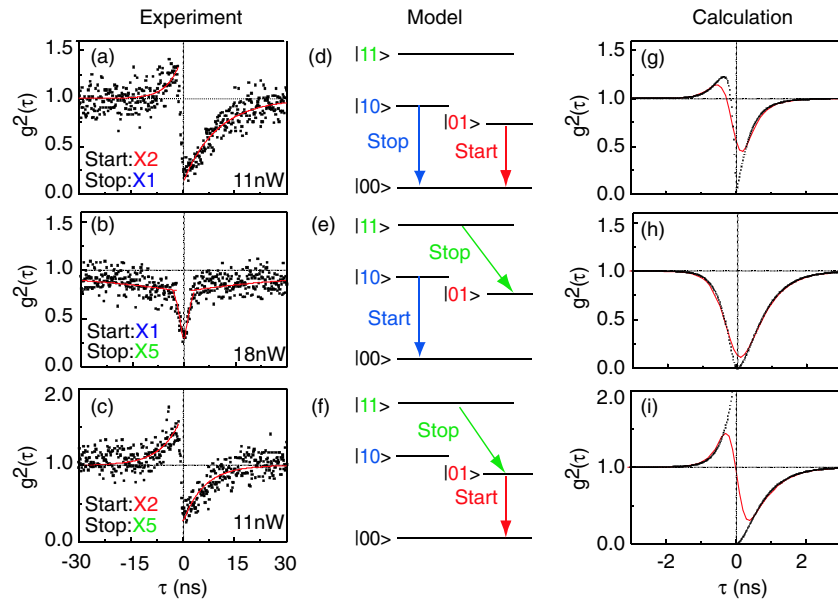 Experiment Model Calculation
(a) (d) (g)
g²(τ) 1.5 1.0 0.5 0.0
Start:X2
Stop:X1
11nW
|11>
|10>
|01>
|00>
Stop
Start
g²(τ) 1.5 1.0 0.5 0.0
(b) (e) (h)
g²(τ) 1.5 1.0 0.5 0.0
Start:X1
Stop:X5
18nW
|11>
|10>
|01>
|00>
Stop
Start
g²(τ) 1.5 1.0 0.5 0.0
(c) (f) (i)
g²(τ) 2.0 1.0 0.0
Start:X2
Stop:X5
11nW
|11>
|10>
|01>
|00>
Stop
Start
g²(τ) 2.0 1.5 1.0 0.5 0.0
-30 -15 0 15 30
τ (ns)
-2 0 2
τ (ns)